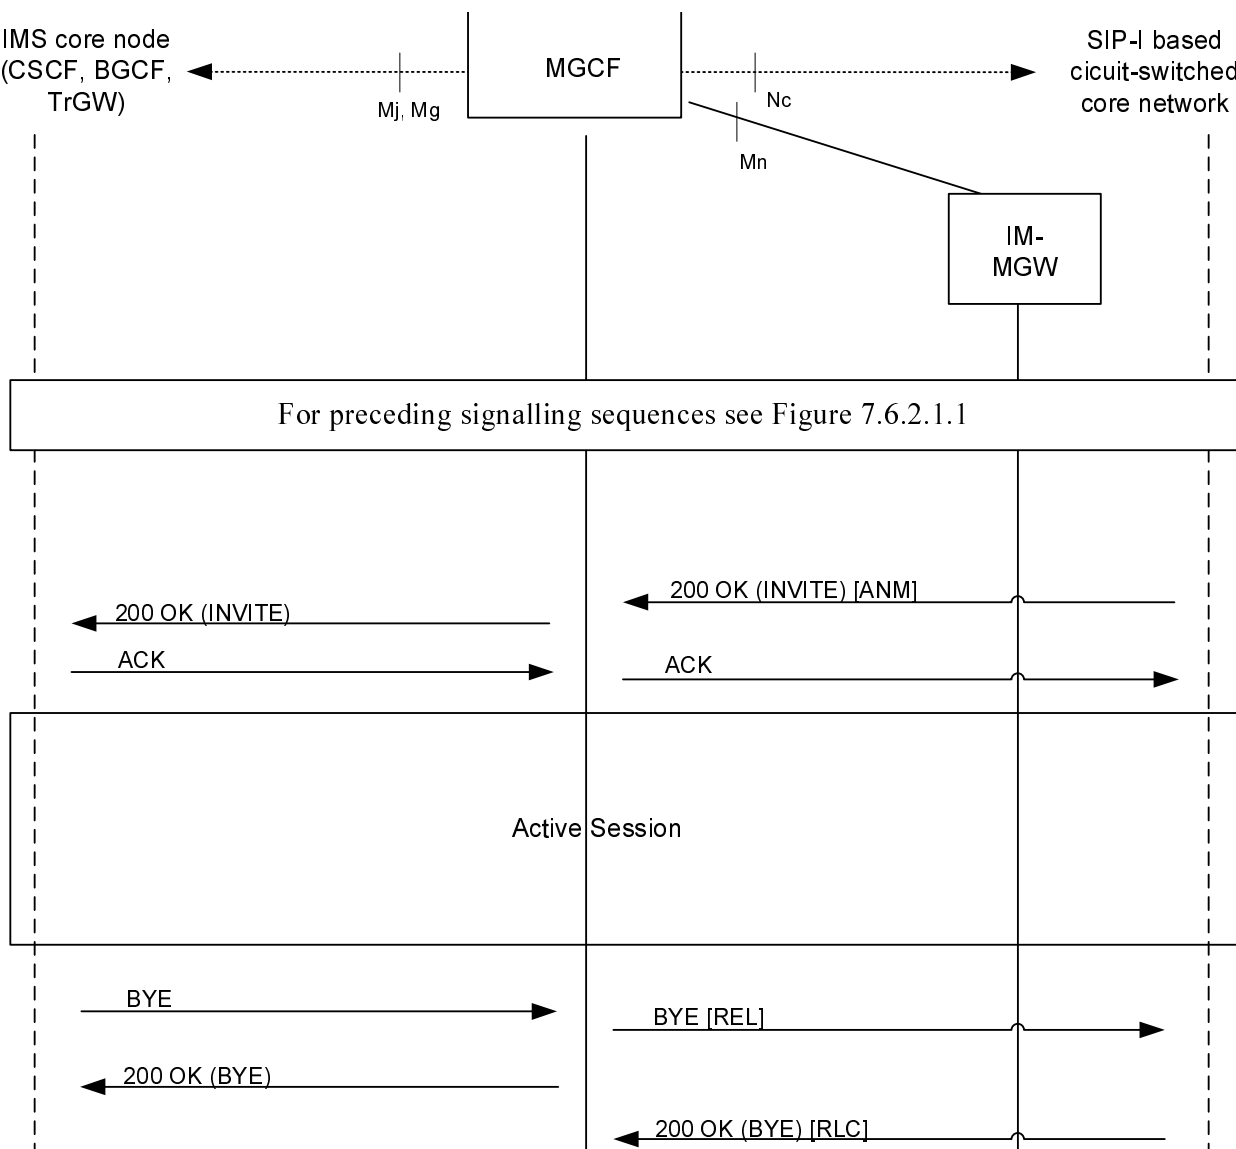 IMS core node
(CSCF, BGCF,
TrGW)
MGCF
SIP-I based
cicuit-switched
core network
Mj, Mg
Nc
Mn
IM-
MGW
For preceding signalling sequences see Figure 7.6.2.1.1
200 OK (INVITE) [ANM]
200 OK (INVITE)
ACK
ACK
Active Session
BYE
BYE [REL]
200 OK (BYE)
200 OK (BYE) [RLC]